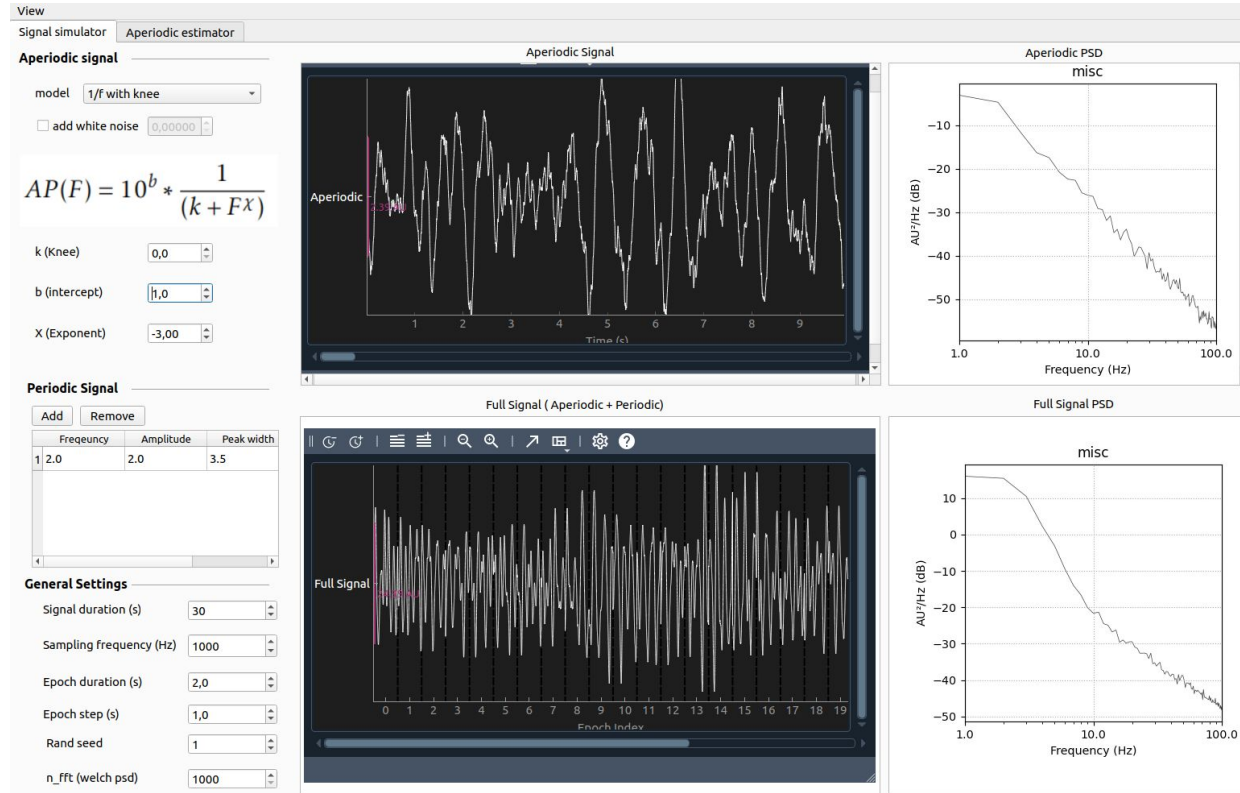 View
Signal simulator
Aperiodic estimator
Aperiodic signal
model
1/f with knee
add white noise
0,00000
AP(F) = 10^b * 1 / (k + F^χ)
k (Knee)
0,0
b (intercept)
1,0
X (Exponent)
-3,00
Periodic Signal
Add
Remove
Freqeuncy
Amplitude
Peak width
1
2.0
2.0
3.5
General Settings
Signal duration (s)
30
Sampling frequency (Hz)
1000
Epoch duration (s)
2,0
Epoch step (s)
1,0
Rand seed
1
n_fft (welch psd)
1000
Aperiodic Signal
Aperiodic
1 2 3 4 5 6 7 8 9
Time (s)
Aperiodic PSD
misc
AU²/Hz (dB)
−10
−20
−30
−40
−50
1.0 10.0 100.0
Frequency (Hz)
Full Signal ( Aperiodic + Periodic)
Full Signal
0 1 2 3 4 5 6 7 8 9 10 11 12 13 14 15 16 17 18 19
Epoch Index
Full Signal PSD
misc
AU²/Hz (dB)
10
0
−10
−20
−30
−40
−50
1.0 10.0 100.0
Frequency (Hz)